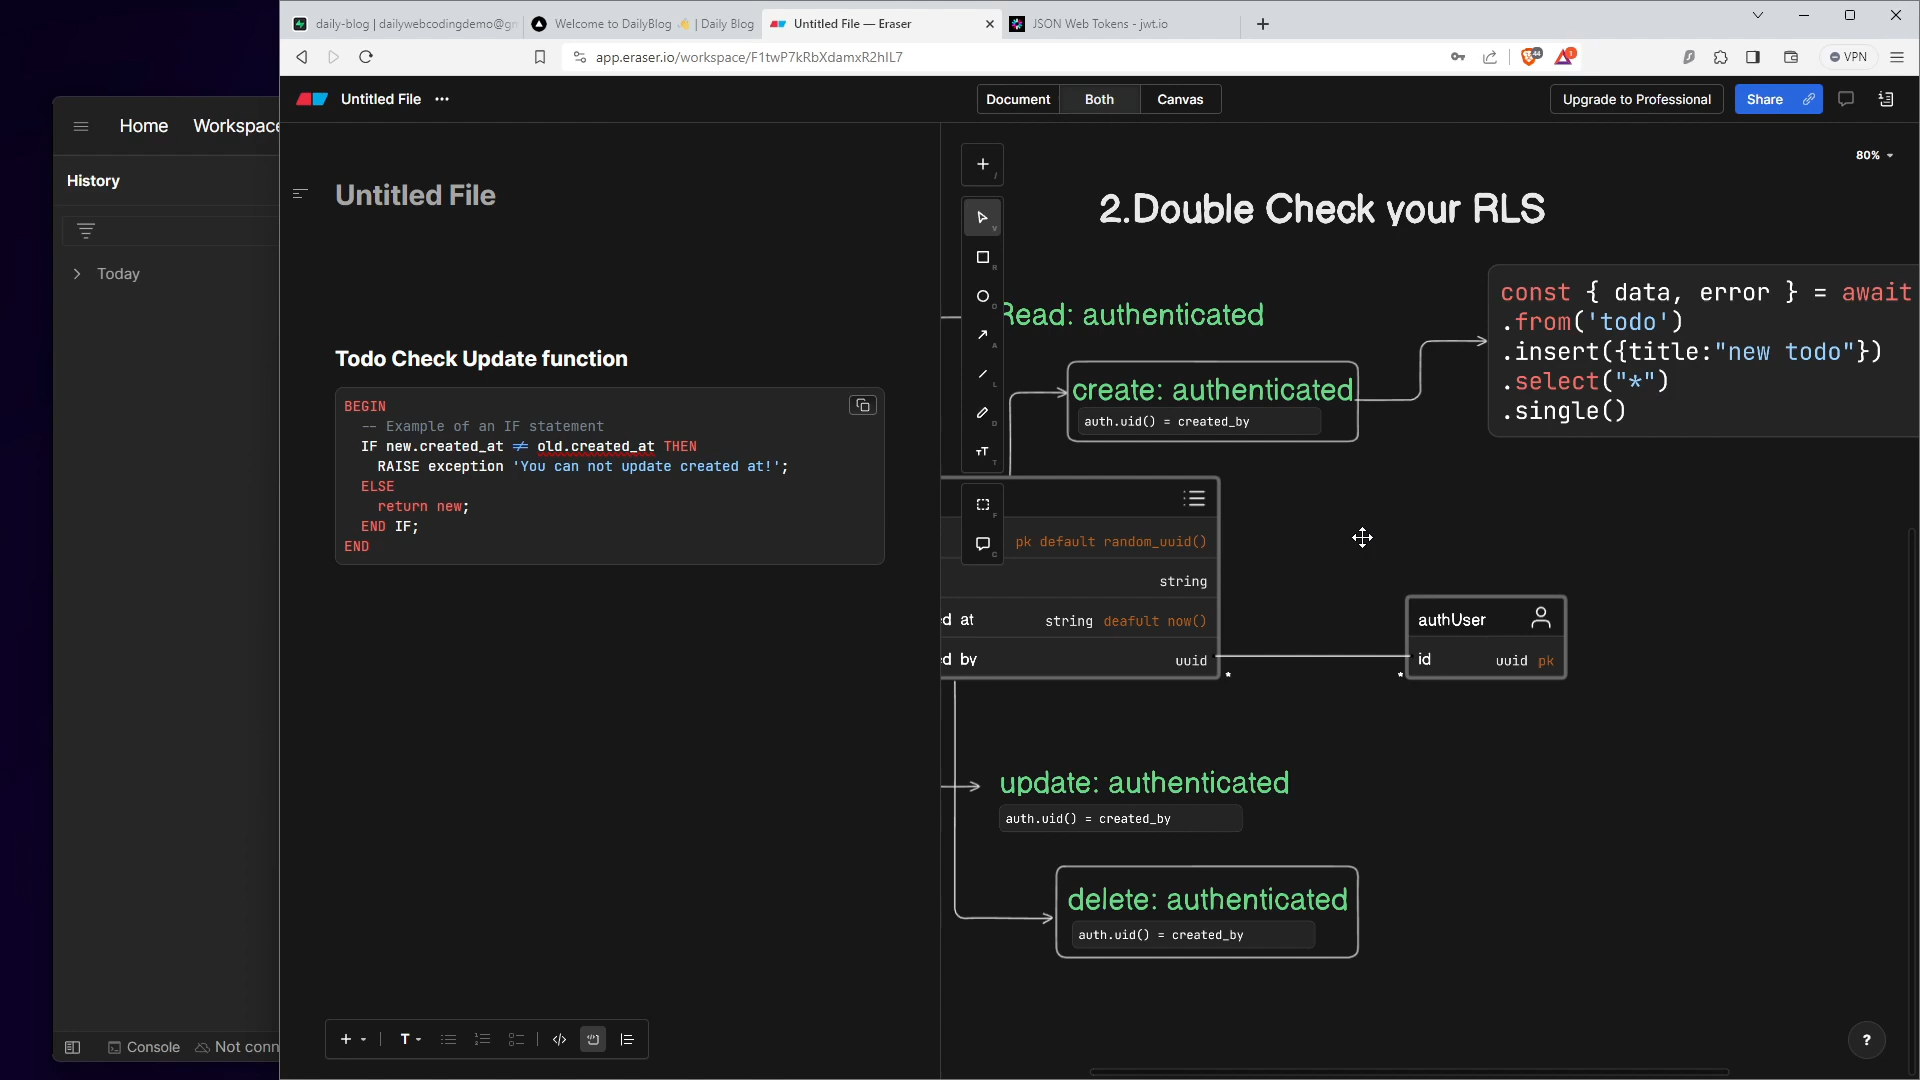 daily-blog | dailywebcodingdemo@gm
Welcome to DailyBlog 👋 | Daily Blog
Untitled File — Eraser
JSON Web Tokens - jwt.io
app.eraser.io/workspace/F1twP7kRbXdamxR2hIL7
44
1
VPN
Home
Workspace
History
Today
Console
Not conn
Untitled File
Document
Both
Canvas
Upgrade to Professional
Share
Untitled File
Todo Check Update function
BEGIN
-- Example of an IF statement
IF new.created_at ≠ old.created_at THEN
RAISE exception 'You can not update created at!';
ELSE
return new;
END IF;
END
80%
2.Double Check your RLS
Read: authenticated
create: authenticated
auth.uid() = created_by
const { data, error } = await
.from('todo')
.insert({title:"new todo"})
.select("*")
.single()
pk default random_uuid()
string
d at string deafult now()
d by uuid
authUser
id uuid pk
update: authenticated
auth.uid() = created_by
delete: authenticated
auth.uid() = created_by
?